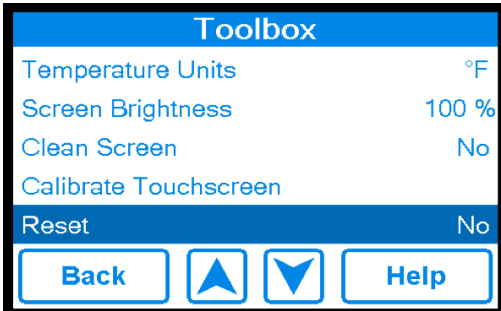 Toolbox
Temperature Units °F
Screen Brightness 100 %
Clean Screen No
Calibrate Touchscreen
Reset No
Back Help